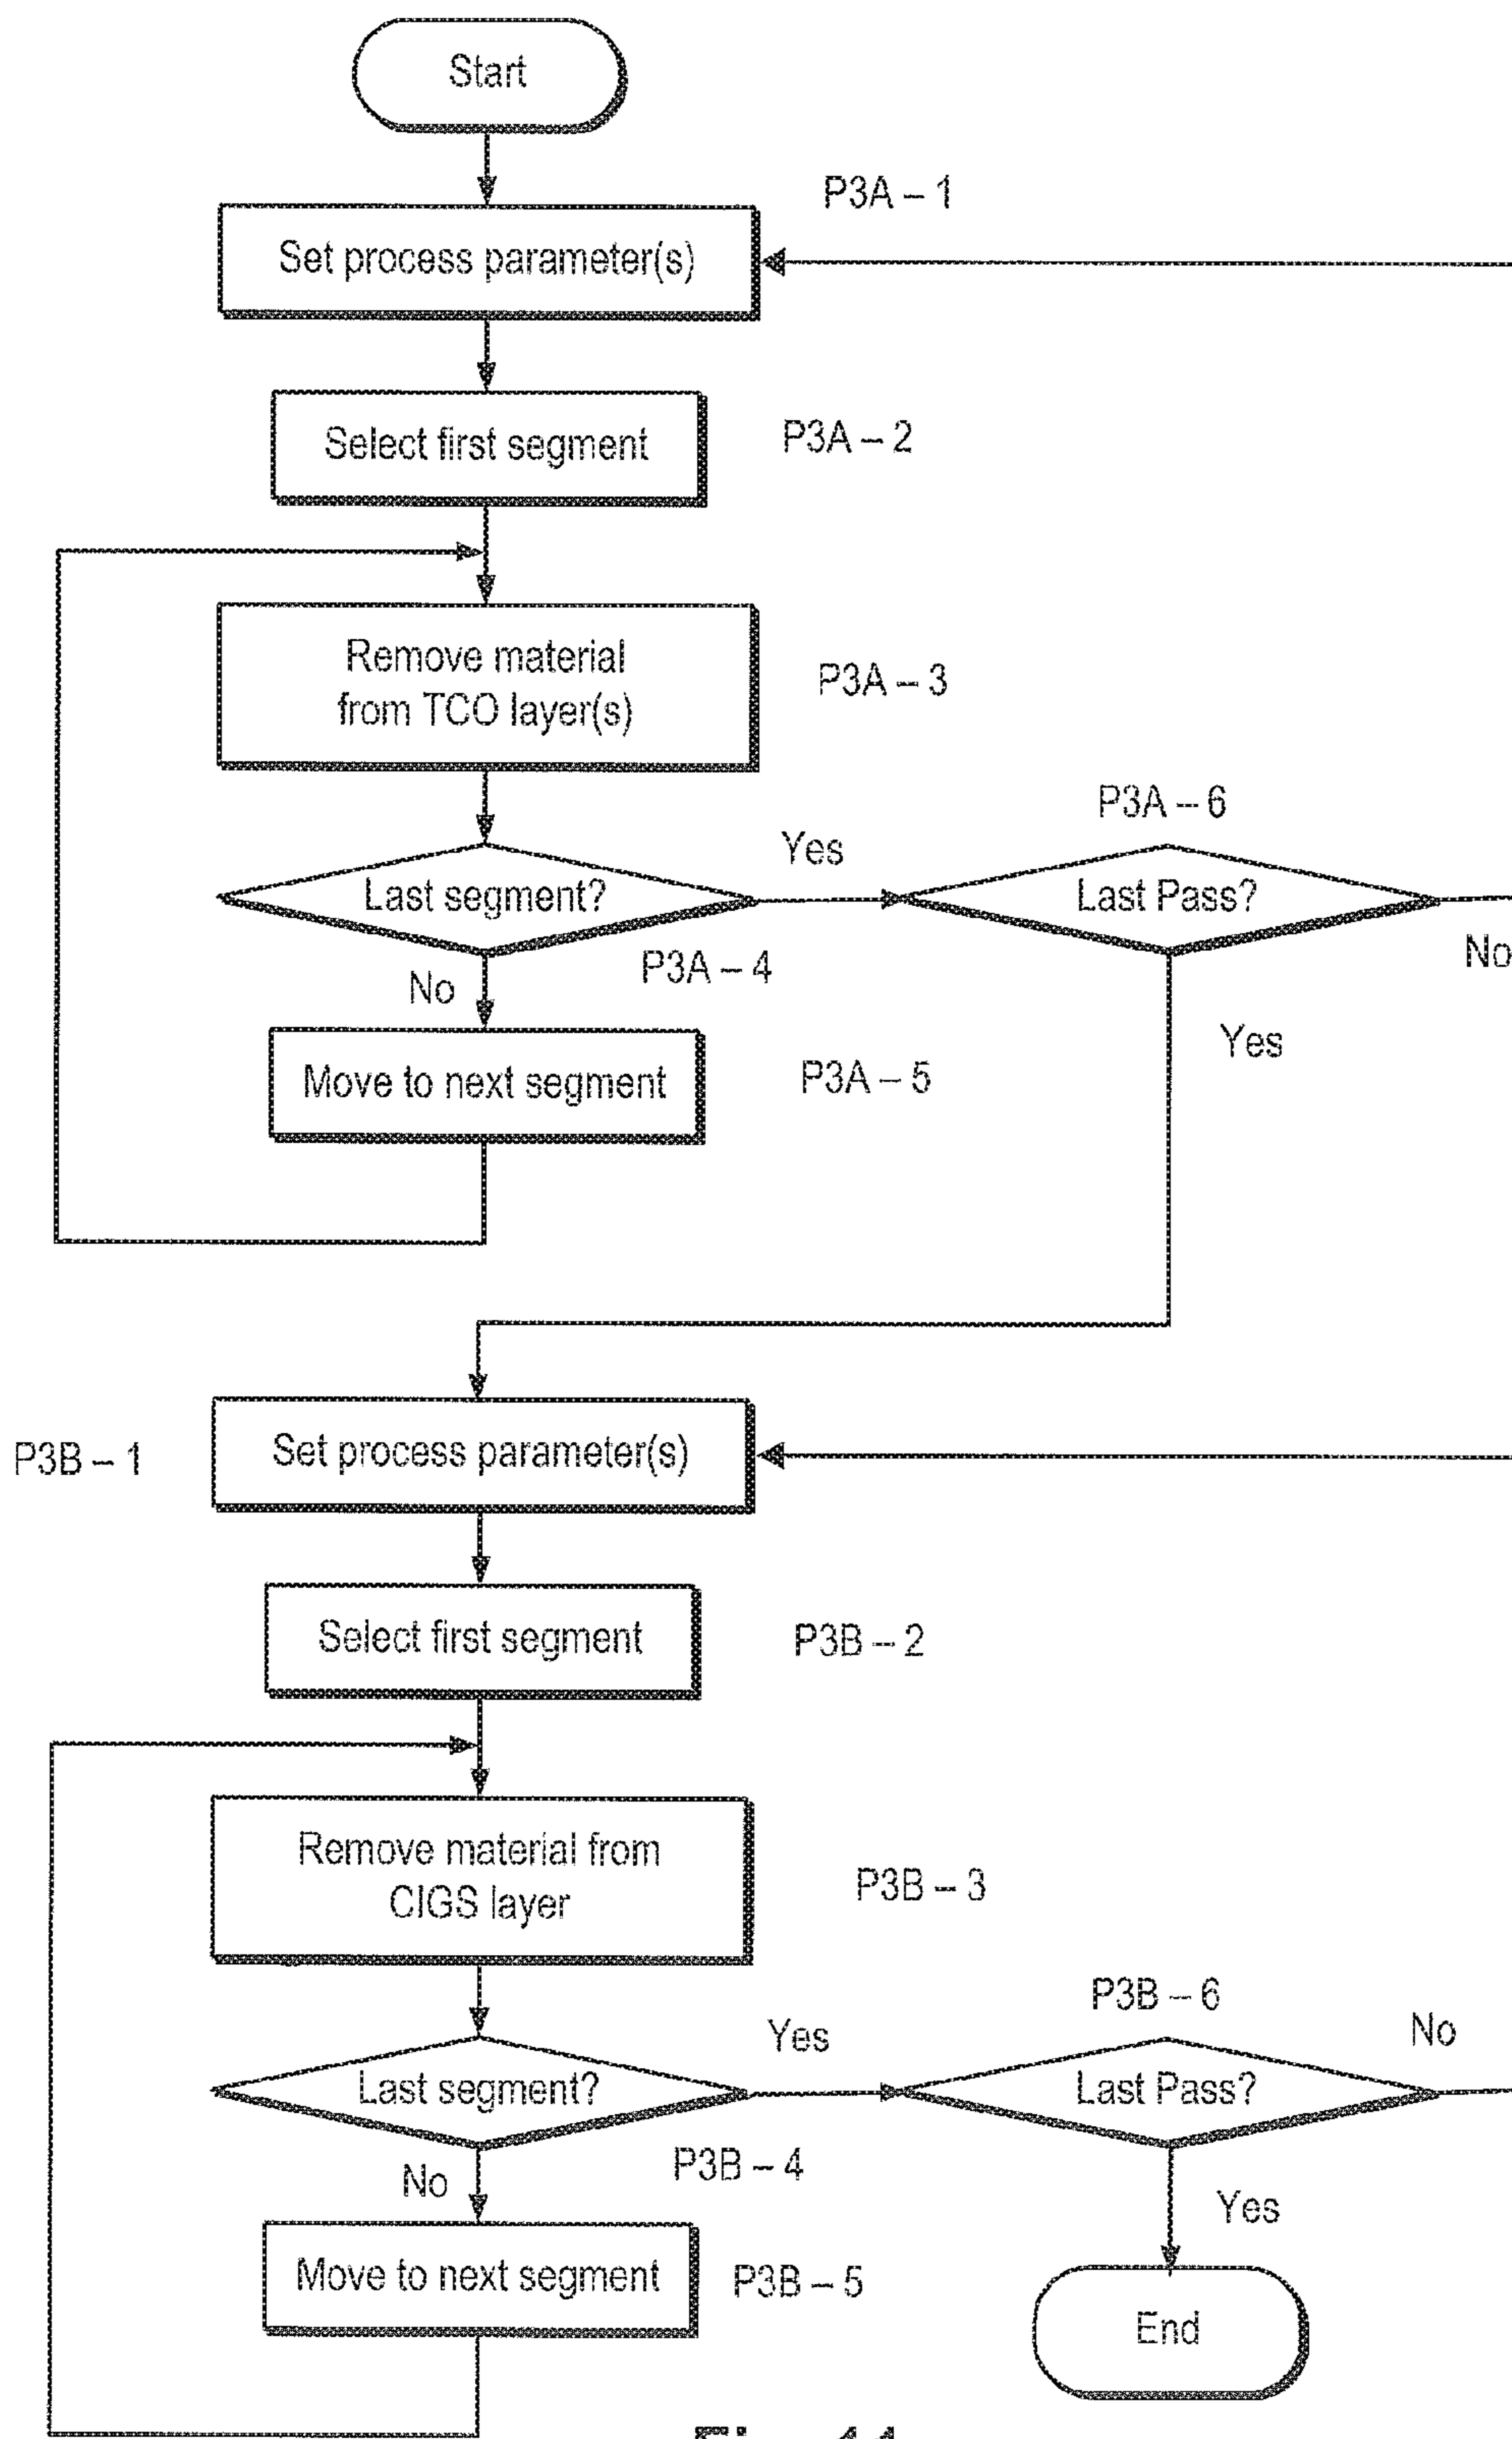 Start
P3A – 1
Set process parameter(s)
Select first segment
P3A – 2
Remove material
from TCO layer(s)
P3A – 3
P3A – 6
Yes
Last segment?
Last Pass?
No
P3A – 4
No
Yes
Move to next segment
P3A – 5
P3B – 1
Set process parameter(s)
Select first segment
P3B – 2
Remove material from
CIGS layer
P3B – 3
P3B – 6
No
Yes
Last segment?
Last Pass?
P3B – 4
No
Yes
Move to next segment
P3B – 5
End